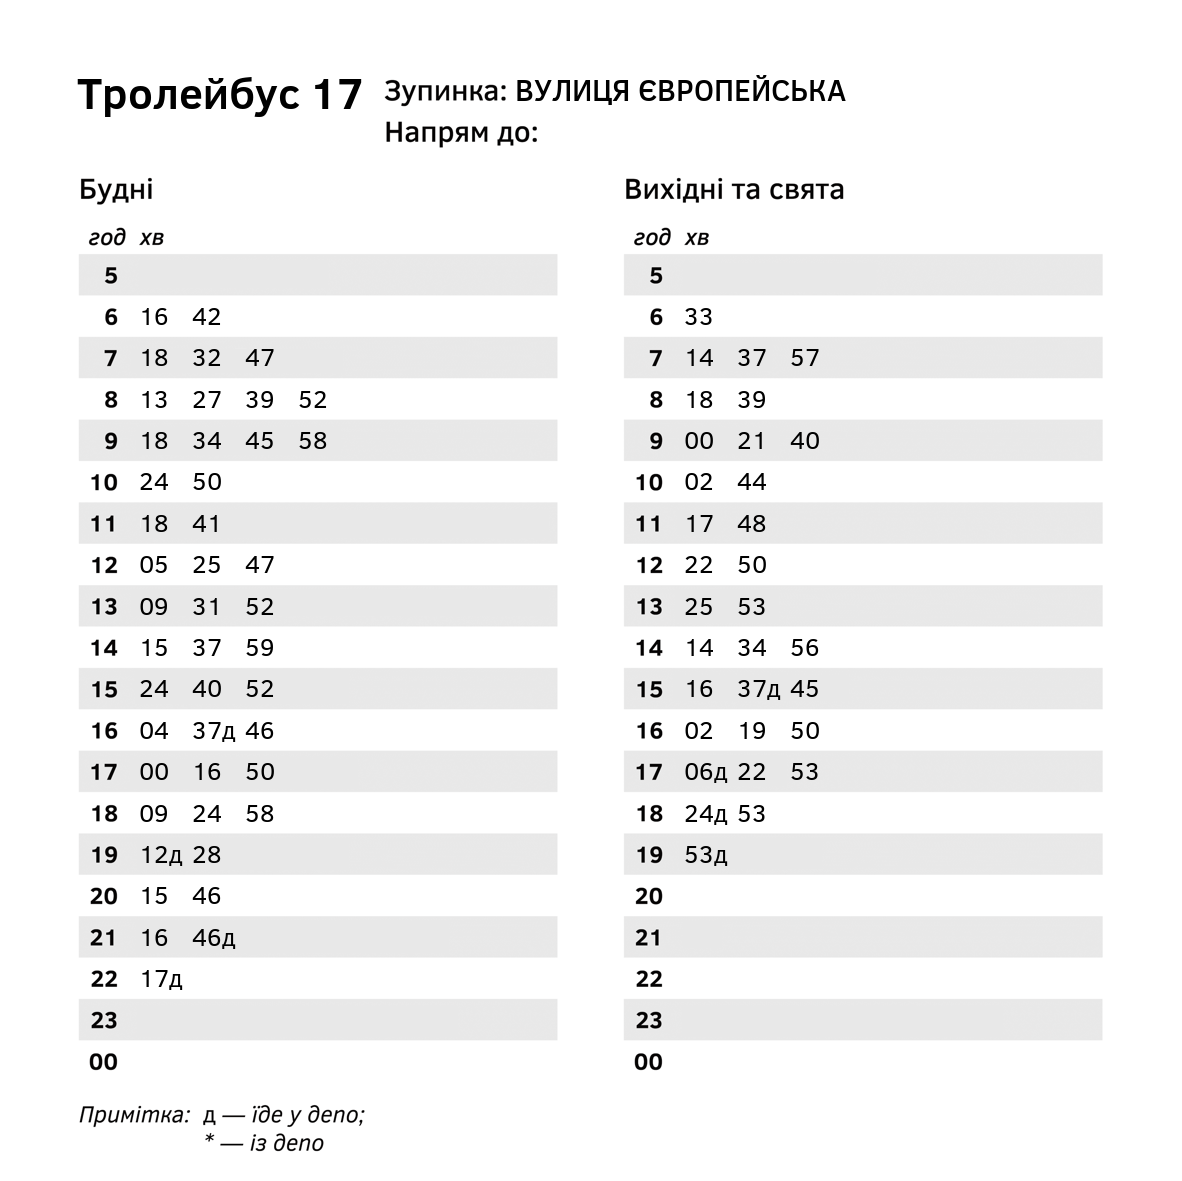 Тролейбус 17
Зупинка: ВУЛИЦЯ ЄВРОПЕЙСЬКА
Напрям до:
Будні
год хв
5
6 16 42
7 18 32 47
8 13 27 39 52
9 18 34 45 58
10 24 50
11 18 41
12 05 25 47
13 09 31 52
14 15 37 59
15 24 40 52
16 04 37д 46
17 00 16 50
18 09 24 58
19 12д 28
20 15 46
21 16 46д
22 17д
23
00
Вихідні та свята
год хв
5
6 33
7 14 37 57
8 18 39
9 00 21 40
10 02 44
11 17 48
12 22 50
13 25 53
14 14 34 56
15 16 37д 45
16 02 19 50
17 06д 22 53
18 24д 53
19 53д
20
21
22
23
00
Примітка: д — їде у депо;
* — із депо